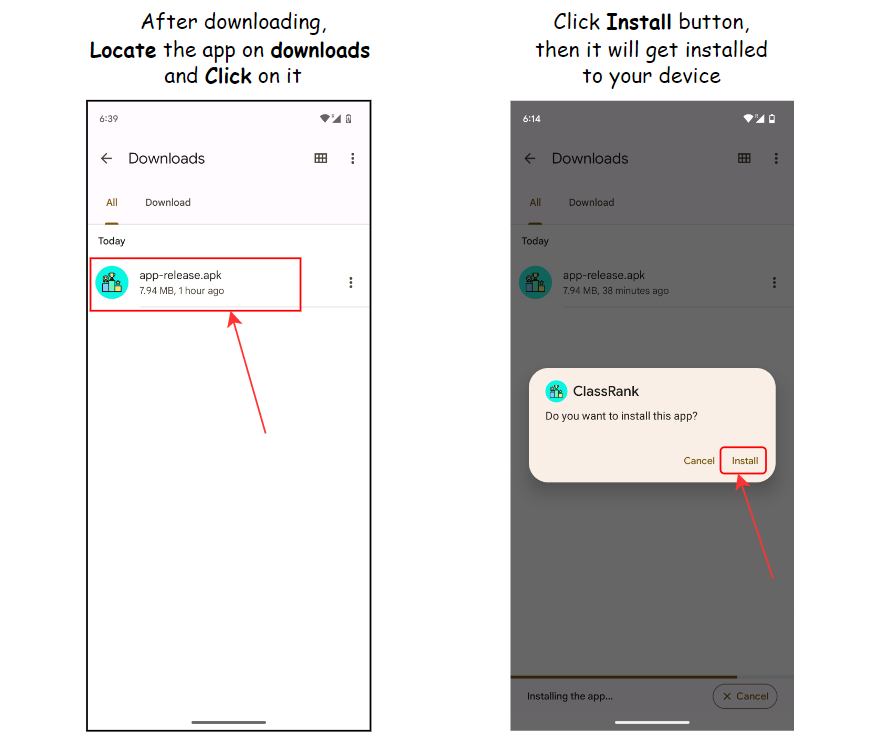 After downloading,
Locate the app on downloads
and Click on it
6:39
Downloads
All Download
Today
app-release.apk
7.94 MB, 1 hour ago
Click Install button,
then it will get installed
to your device
6:14
Downloads
All Download
Today
app-release.apk
7.94 MB, 38 minutes ago
ClassRank
Do you want to install this app?
Cancel Install
Installing the app... Cancel